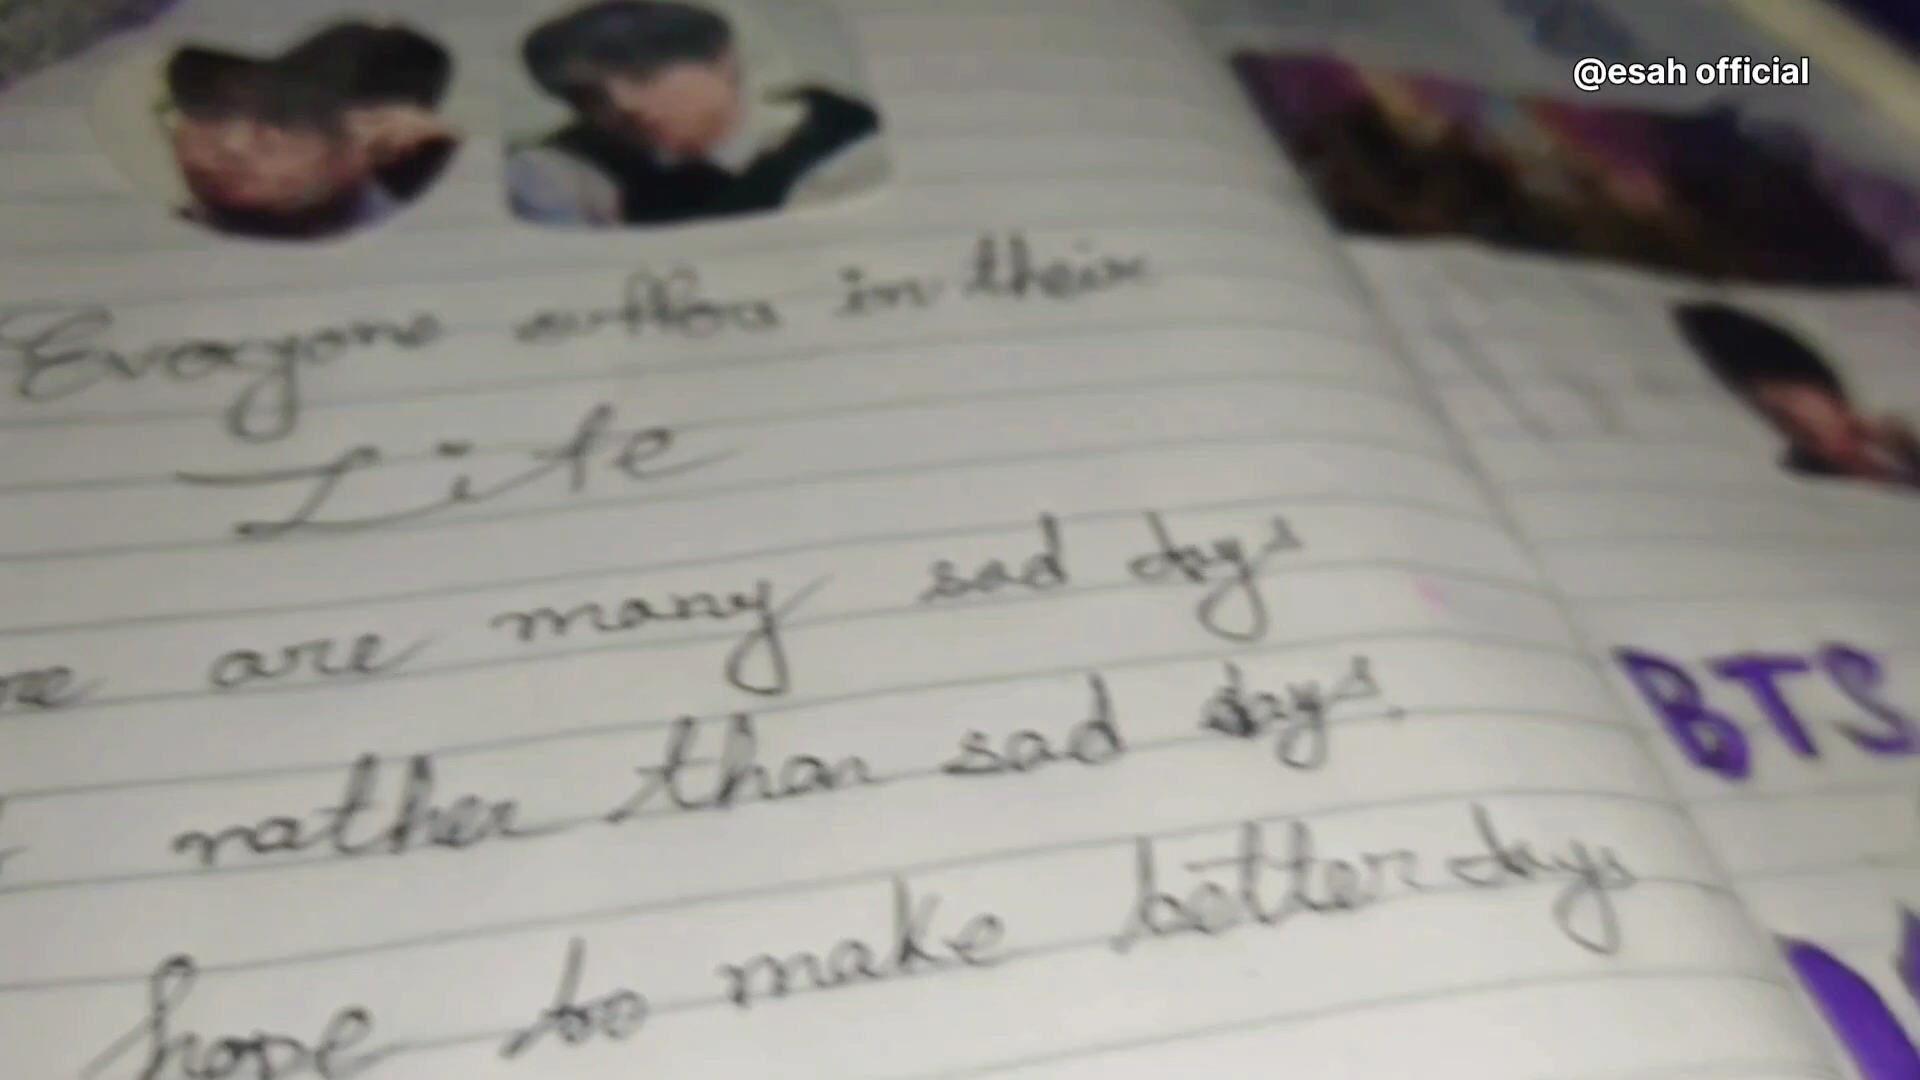 @esah official
Everyone suffers in their
Life
are many sad days
rather than sad days.
hope to make better days
BTS